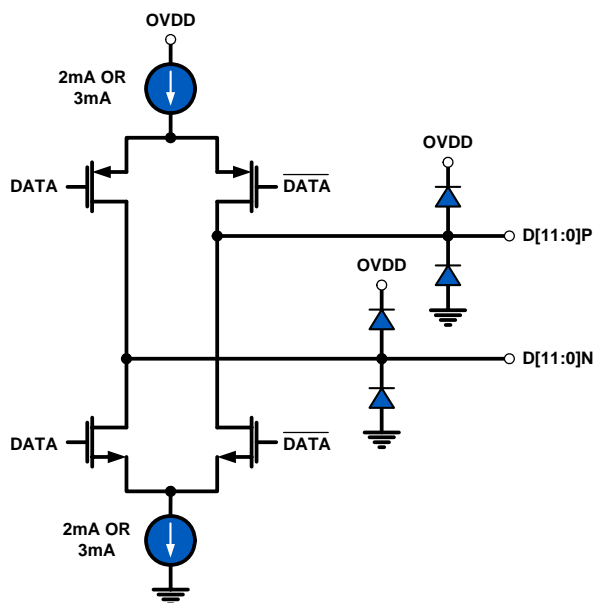 OVDD
2mA OR
3mA
OVDD
DATA
DATA
D[11:0]P
OVDD
D[11:0]N
DATA
DATA
2mA OR
3mA